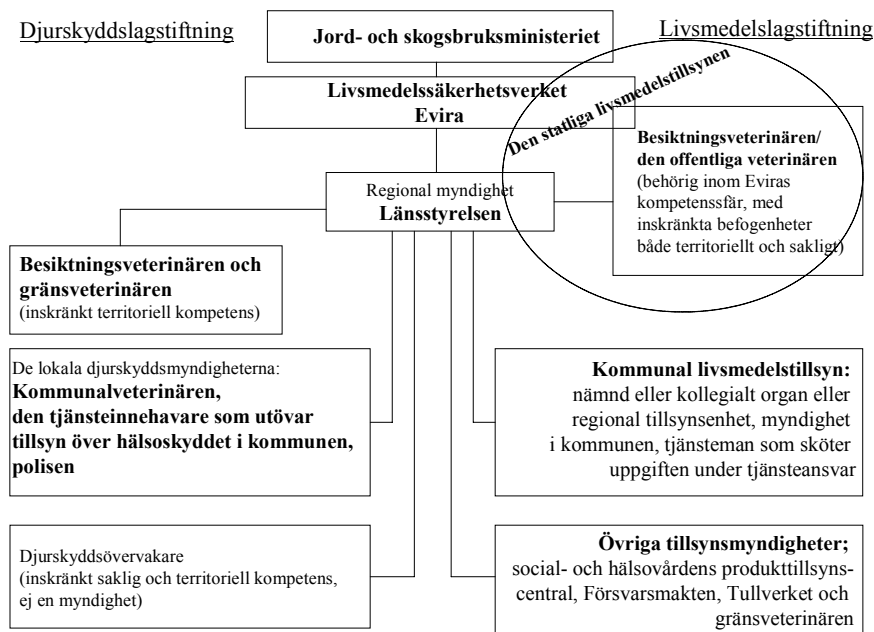 Djurskyddslagstiftning
Livsmedelslagstiftning
Jord- och skogsbruksministeriet
Livsmedelssäkerhetsverket
Evira
Den statliga livsmedelstillsynen
Besiktningsveterinären/
den offentliga veterinären
(behörig inom Eviras
kompetenssfär, med
inskränkta befogenheter
både territoriellt och sakligt)
Regional myndighet
Länsstyrelsen
Besiktningsveterinären och
gränsveterinären
(inskränkt territoriell kompetens)
De lokala djurskyddsmyndigheterna:
Kommunalveterinären,
den tjänsteinnehavare som utövar
tillsyn över hälsoskyddet i kommunen,
polisen
Kommunal livsmedelstillsyn:
nämnd eller kollegialt organ eller
regional tillsynsenhet, myndighet
i kommunen, tjänsteman som sköter
uppgiften under tjänsteansvar
Djurskyddsövervakare
(inskränkt saklig och territoriell kompetens,
ej en myndighet)
Övriga tillsynsmyndigheter;
social- och hälsovårdens produkttillsyns-
central, Försvarsmakten, Tullverket och
gränsveterinären